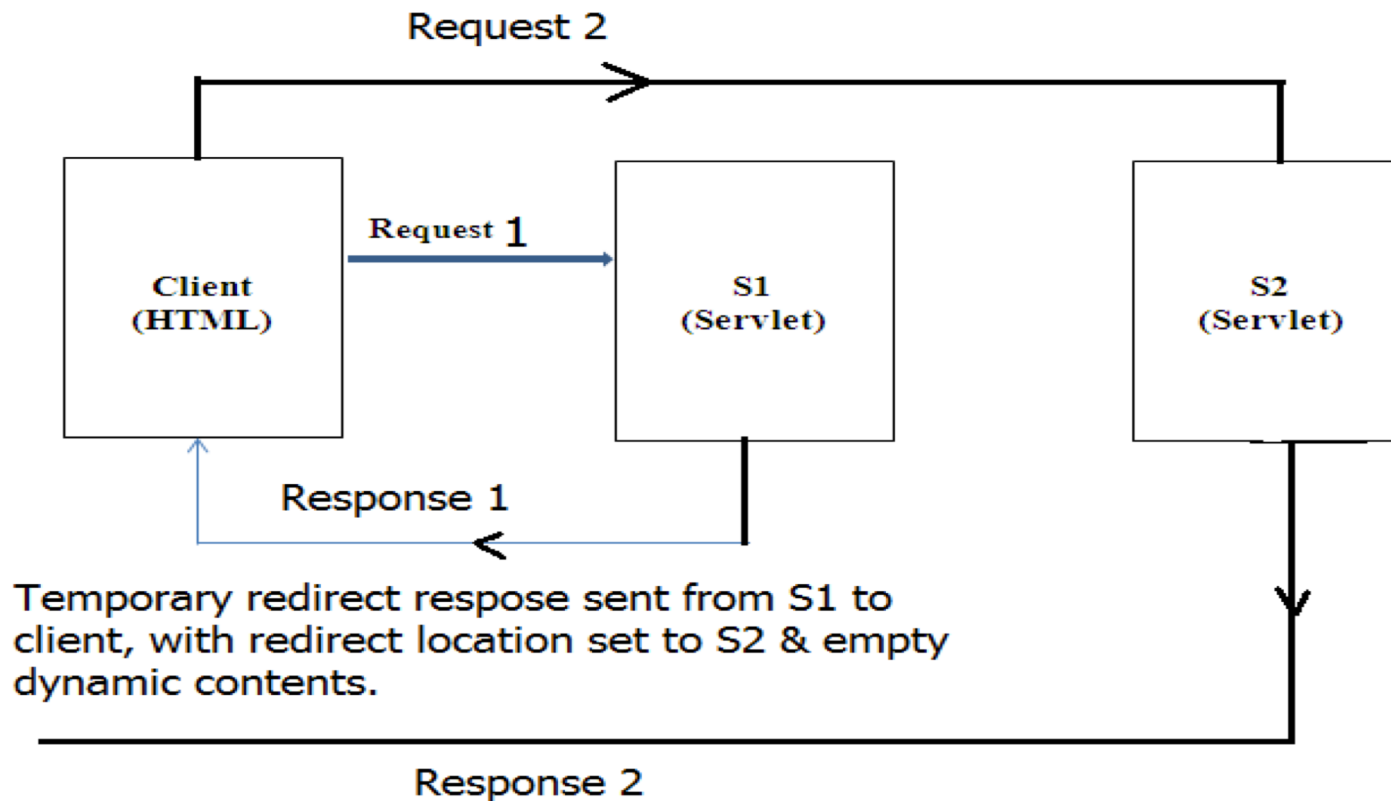 Request 2
Request 1
Client
(HTML)
S1
(Servlet)
S2
(Servlet)
Response 1
Temporary redirect respose sent from S1 to
client, with redirect location set to S2 & empty
dynamic contents.
Response 2